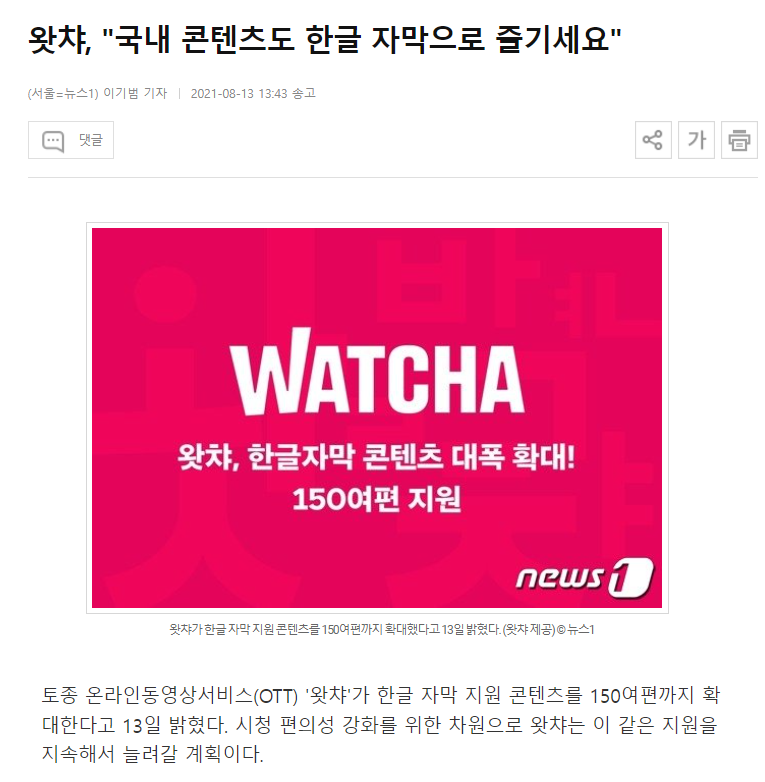 왓챠, "국내 콘텐츠도 한글 자막으로 즐기세요"
(서울=뉴스1) 이기범 기자 | 2021-08-13 13:43 송고
댓글
가
WATCHA
왓챠, 한글자막 콘텐츠 대폭 확대!
150여편 지원
news1
왓챠가 한글 자막 지원 콘텐츠를 150여편까지 확대했다고 13일 밝혔다. (왓챠 제공) © 뉴스1
토종 온라인동영상서비스(OTT) '왓챠'가 한글 자막 지원 콘텐츠를 150여편까지 확
대한다고 13일 밝혔다. 시청 편의성 강화를 위한 차원으로 왓챠는 이 같은 지원을
지속해서 늘려갈 계획이다.